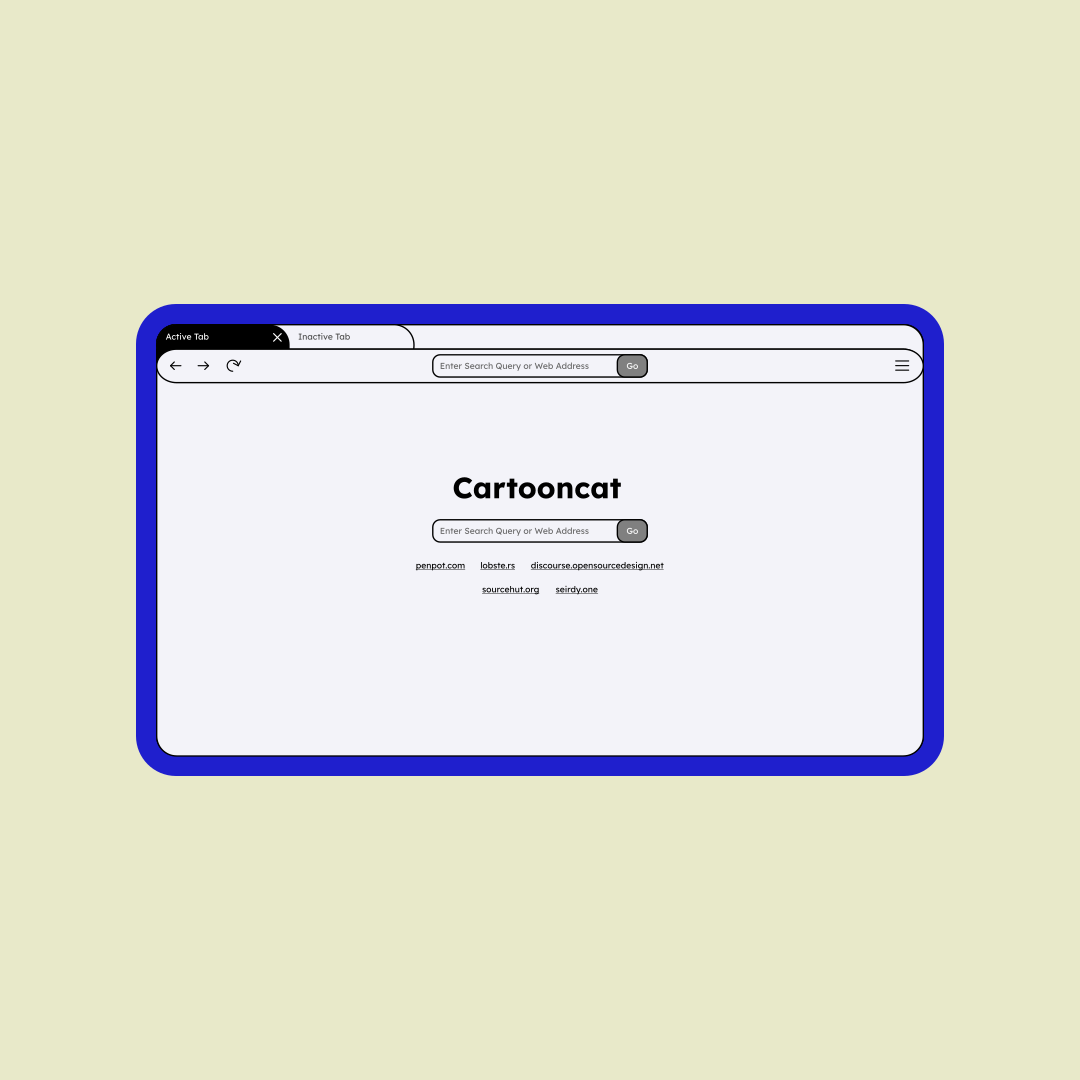 Active Tab
Inactive Tab
Enter Search Query or Web Address
Go
Cartooncat
Enter Search Query or Web Address
Go
penpot.com lobste.rs discourse.opensourcedesign.net
sourcehut.org seirdy.one